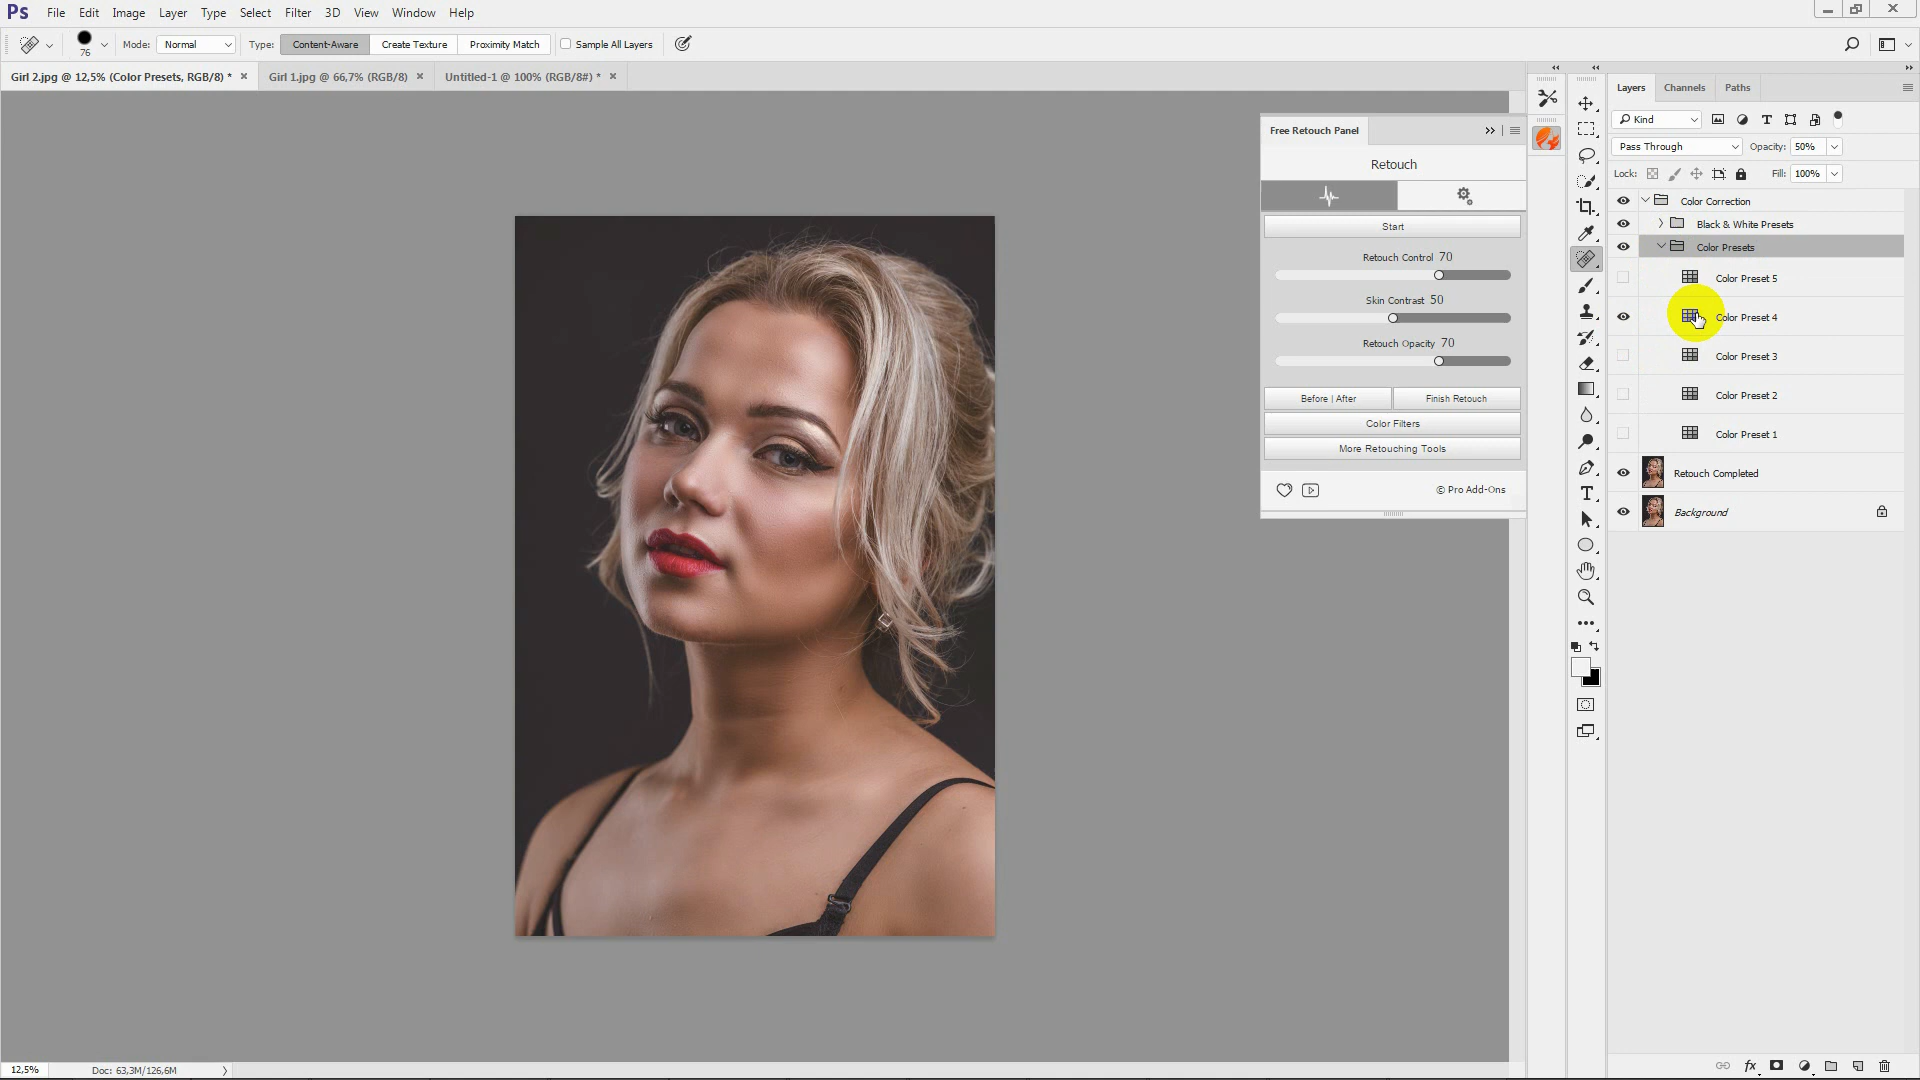 Ps File Edit Image Layer Type Select Filter 3D View Window Help
76 Mode: Normal Type: Content-Aware Create Texture Proximity Match Sample All Layers
Girl 2.jpg @ 12,5% (Color Presets, RGB/8) * × Girl 1.jpg @ 66,7% (RGB/8) × Untitled-1 @ 100% (RGB/8#) * ×
Layers Channels Paths
Kind
Pass Through Opacity: 50%
Lock: Fill: 100%
Color Correction
Black & White Presets
Color Presets
Color Preset 5
Color Preset 4
Color Preset 3
Color Preset 2
Color Preset 1
Retouch Completed
Background
Free Retouch Panel
Retouch
Start
Retouch Control 70
Skin Contrast 50
Retouch Opacity 70
Before | After Finish Retouch
Color Filters
More Retouching Tools
© Pro Add-Ons
12,5% Doc: 63,3M/126,6M
fx